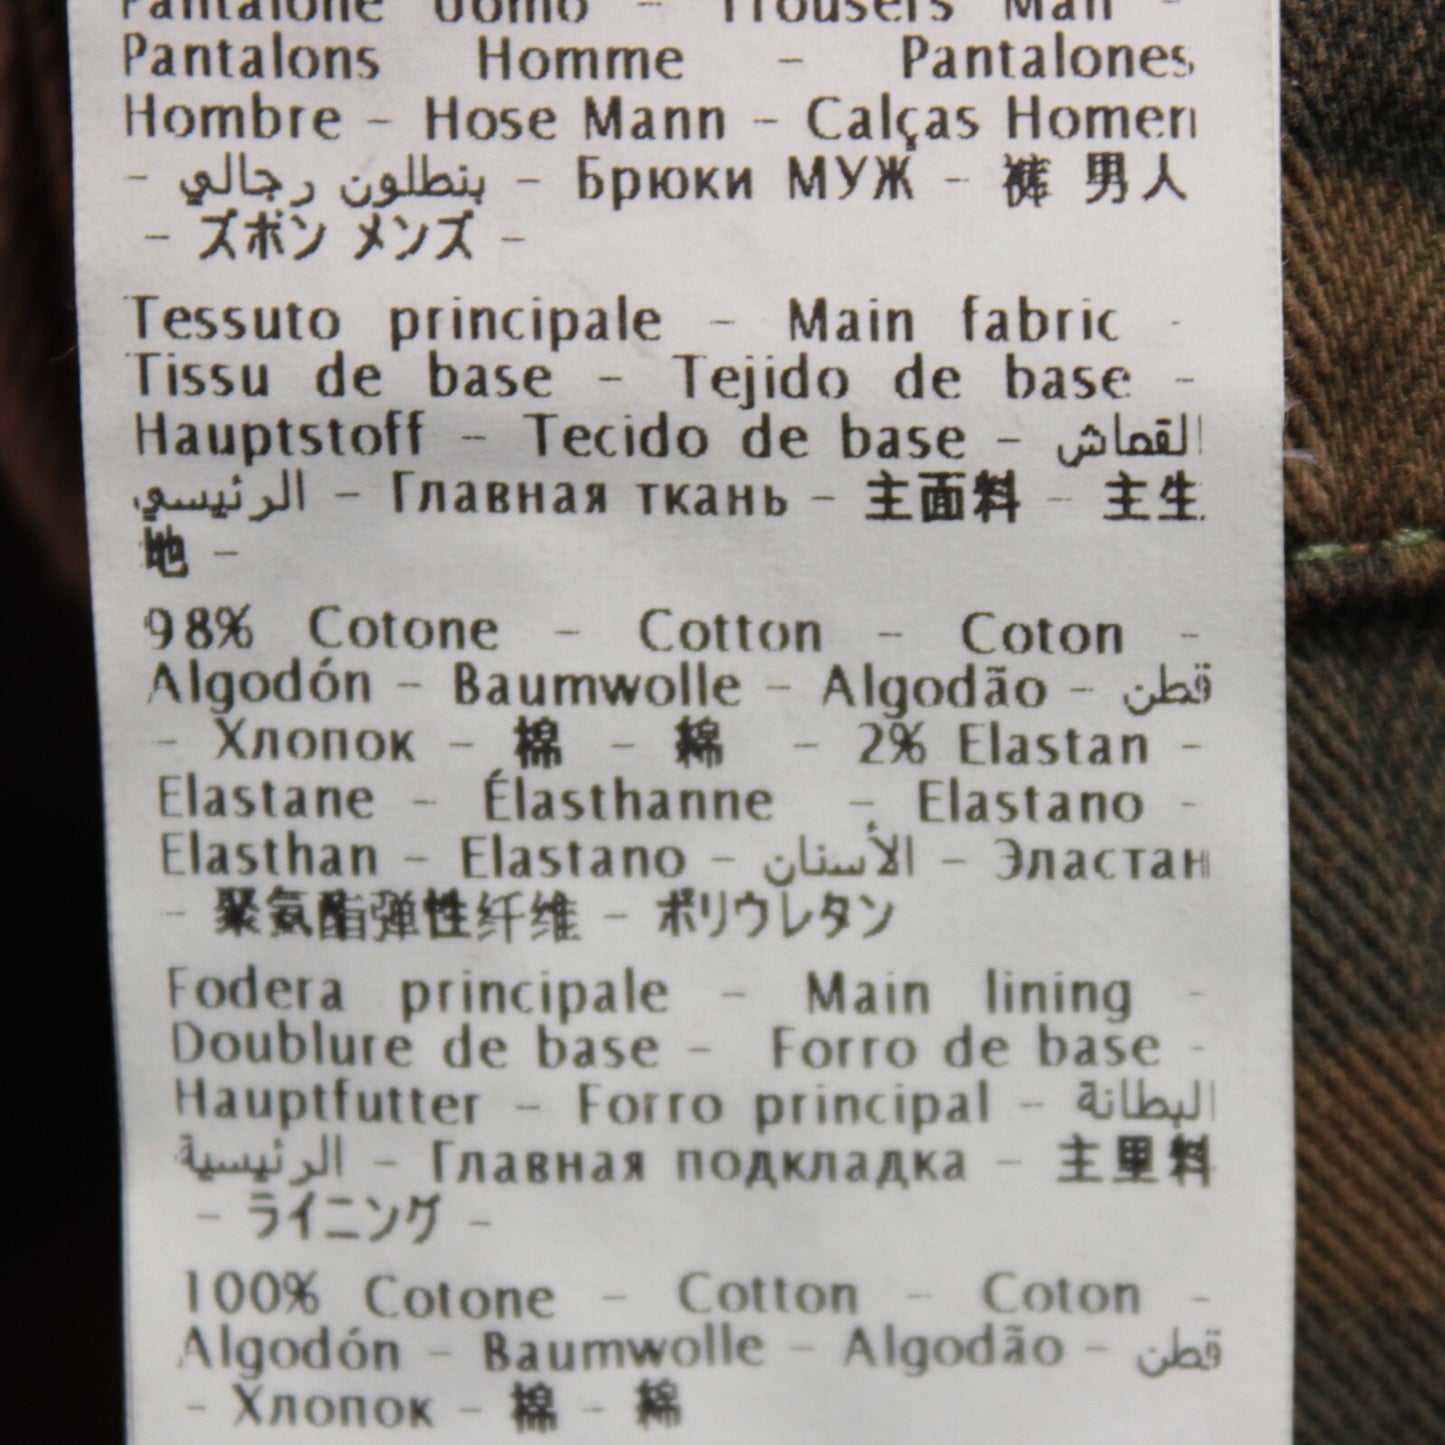 Pantalone Uomo - Trousers Man -
Pantalons Homme - Pantalones
Hombre - Hose Mann - Calças Homem
- بنطلون رجالي - Брюки МУЖ - 裤 男人
- ズボン メンズ -
Tessuto principale - Main fabric -
Tissu de base - Tejido de base -
Hauptstoff - Tecido de base - القماش
الرئيسي - Главная ткань - 主面料 - 主生
地 -
98% Cotone - Cotton - Coton -
Algodón - Baumwolle - Algodão - قطن
- Хлопок - 棉 - 綿 - 2% Elastan -
Elastane - Élasthanne - Elastano -
Elasthan - Elastano - الأسنان - Эластан
- 聚氨酯弹性纤维 - ポリウレタン
Fodera principale - Main lining -
Doublure de base - Forro de base -
Hauptfutter - Forro principal - البطانة
الرئيسية - Главная подкладка - 主里料
- ライニング -
100% Cotone - Cotton - Coton -
Algodón - Baumwolle - Algodão - قطن
- Хлопок - 棉 - 綿